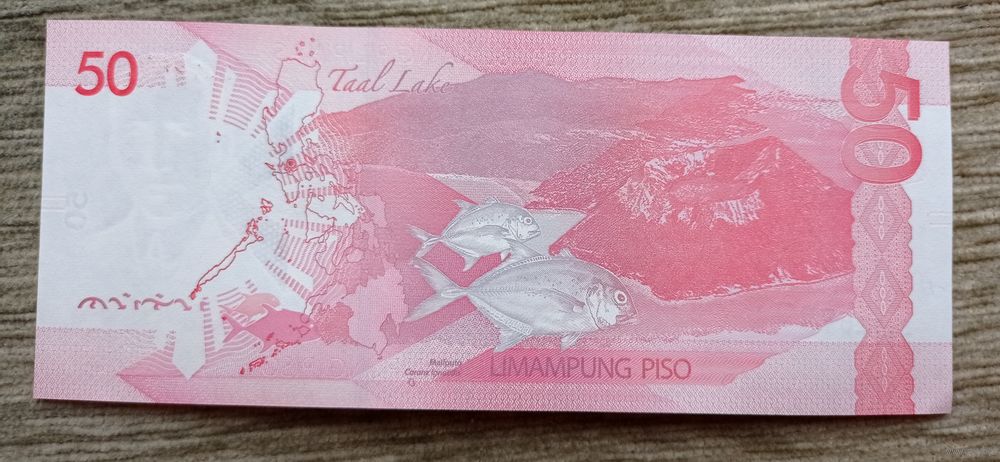 50
Taal Lake
50
Maliputo
Caranx ignobilis
LIMAMPUNG PISO